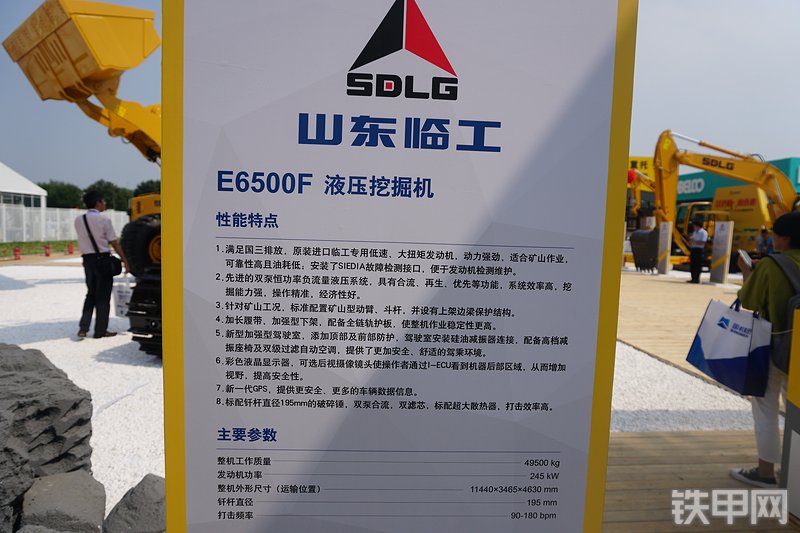 SDLG
山东临工
E6500F 液压挖掘机
性能特点
1. 满足国三排放，原装进口临工专用低速、大扭矩发动机，动力强劲，适合矿山作业，
可靠性高且油耗低；安装了SIEDIA故障检测接口，便于发动机检测维护。
2. 先进的双泵恒功率负流量液压系统，具有合流、再生、优先等功能，系统效率高，挖
掘能力强，操作精准，经济性好。
3. 针对矿山工况，标准配置矿山型动臂、斗杆，并设有上架边梁保护结构。
4. 加长履带、加强型下架，配备全链轨护板，使整机作业稳定性更高。
5. 新型加强型驾驶室，添加顶部及前部防护，驾驶室安装硅油减振器连接，配备高档减
振座椅及双级过滤自动空调，提供了更加安全、舒适的驾乘环境。
6. 彩色液晶显示器，可选后视摄像镜头使操作者通过I-ECU看到机器后部区域，从而增加
视野，提高安全性。
7. 新一代GPS，提供更安全、更多的车辆数据信息。
8. 标配钎杆直径195mm的破碎锤，双泵合流，双滤芯，标配超大散热器，打击效率高。
主要参数
整机工作质量 49500 kg
发动机功率 245 kW
整机外形尺寸（运输位置） 11440×3465×4630 mm
钎杆直径 195 mm
打击频率 90-180 bpm
SDLG
铁甲网